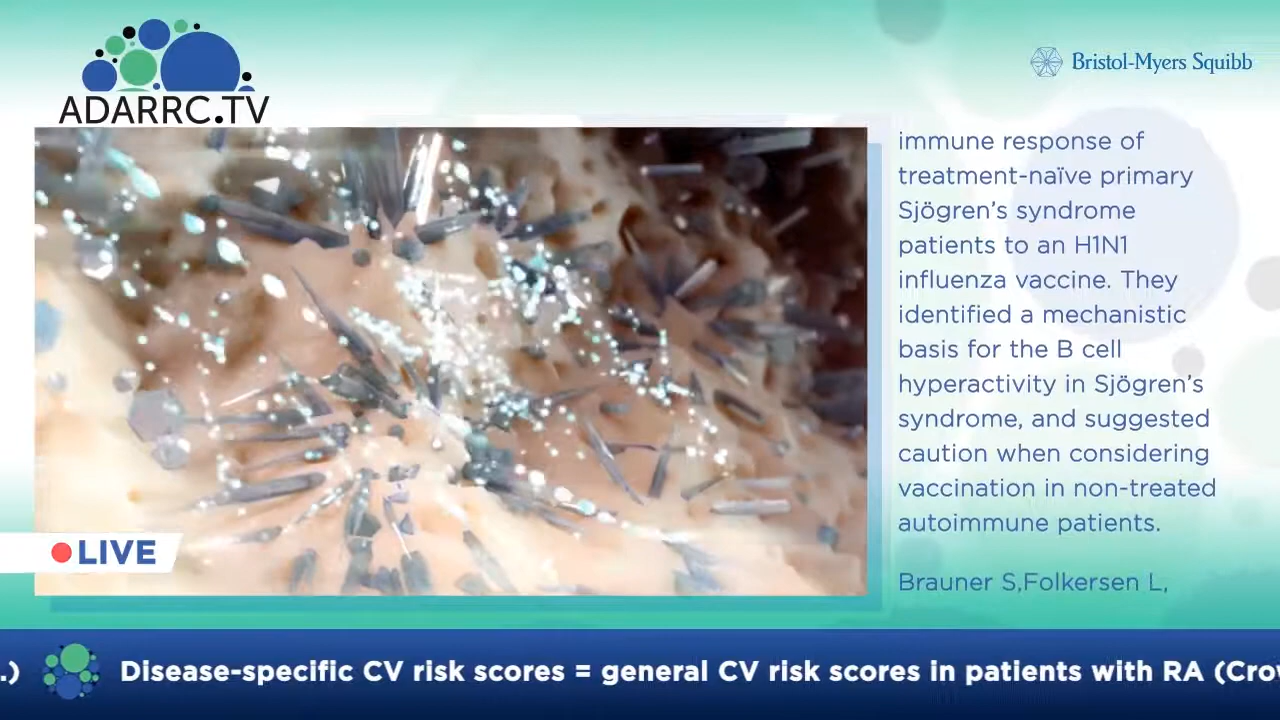 ADARRC.TV
Bristol-Myers Squibb
immune response of
treatment-naïve primary
Sjögren's syndrome
patients to an H1N1
influenza vaccine. They
identified a mechanistic
basis for the B cell
hyperactivity in Sjögren's
syndrome, and suggested
caution when considering
vaccination in non-treated
autoimmune patients.
Brauner S,Folkersen L,
LIVE
.) Disease-specific CV risk scores = general CV risk scores in patients with RA (Cro